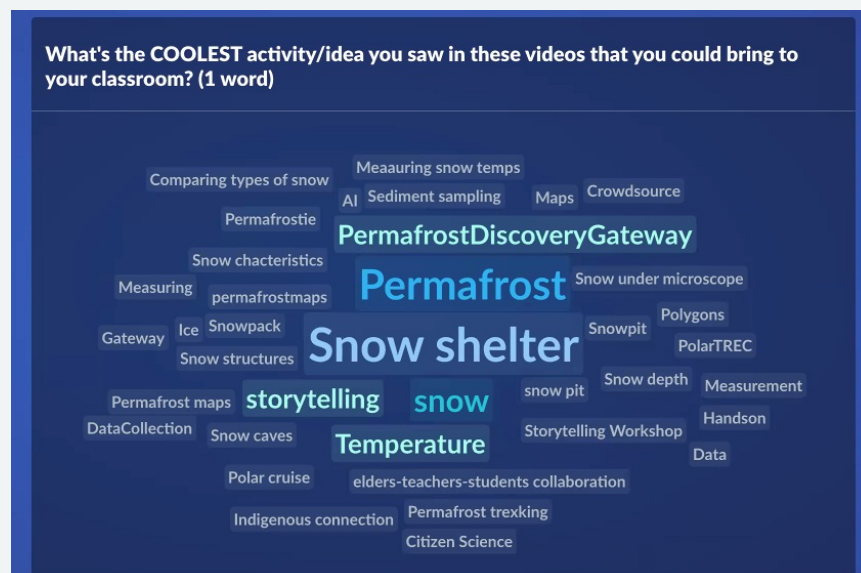 What's the COOLEST activity/idea you saw in these videos that you could bring to
your classroom? (1 word)
Meaauring snow temps
Comparing types of snow
AI
Sediment sampling
Maps
Crowdsource
Permafrostie
PermafrostDiscoveryGateway
Snow chacteristics
Permafrost
Snow under microscope
Measuring
permafrostmaps
Polygons
Gateway
Ice
Snowpack
Snow shelter
Snowpit
PolarTREC
Snow structures
Snow depth
Measurement
Permafrost maps
storytelling
snow
snow pit
Handson
DataCollection
Snow caves
Temperature
Storytelling Workshop
Data
Polar cruise
elders-teachers-students collaboration
Indigenous connection
Permafrost trexking
Citizen Science